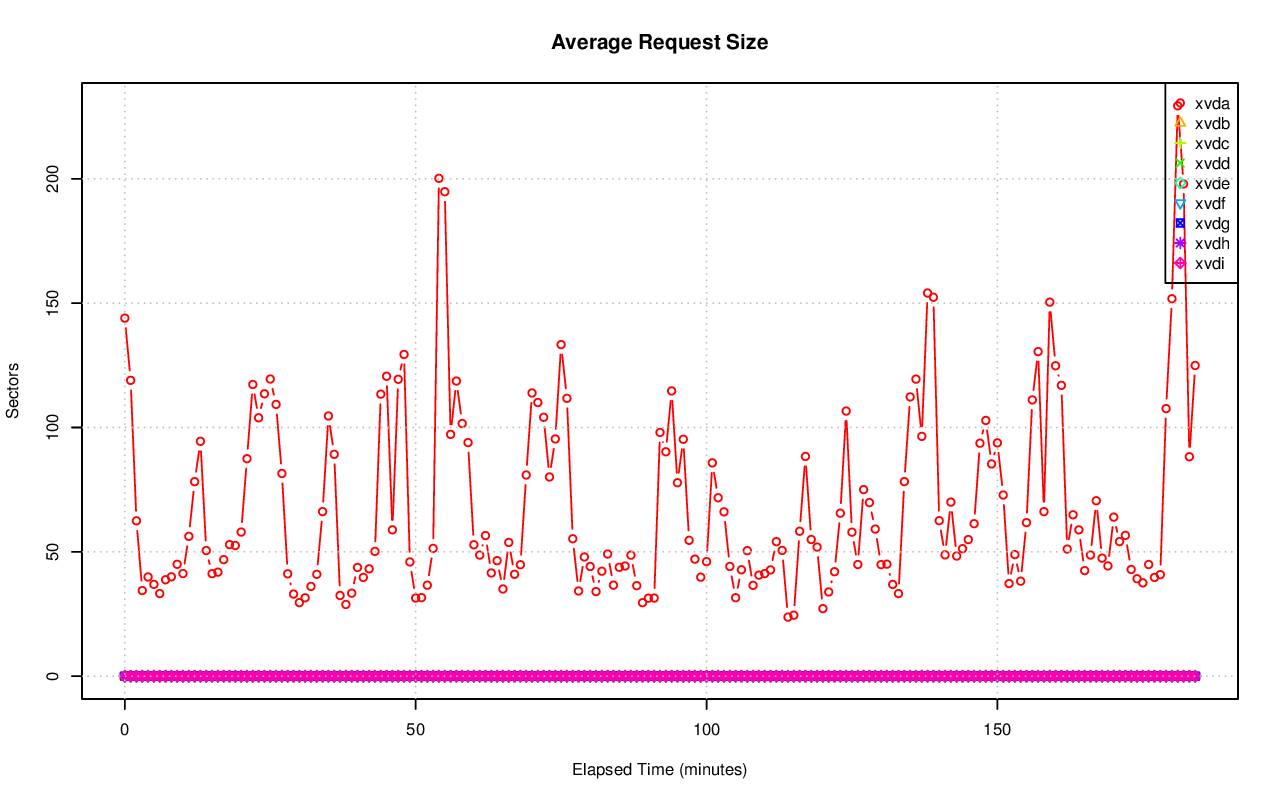 Average Request Size
xvda
xvdb
xvdc
xvdd
xvde
xvdf
xvdg
xvdh
xvdi
Sectors
200
150
100
50
0
0 50 100 150
Elapsed Time (minutes)